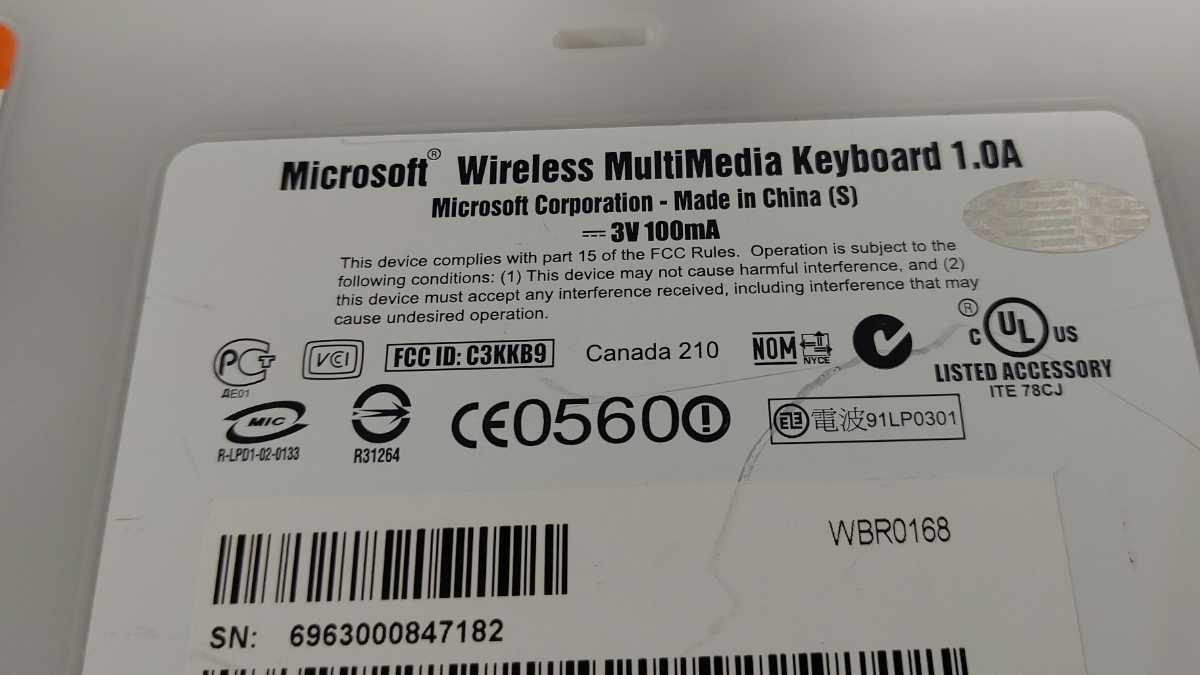 Microsoft® Wireless MultiMedia Keyboard 1.0A
Microsoft Corporation - Made in China (S)
3V 100mA
This device complies with part 15 of the FCC Rules. Operation is subject to the
following conditions: (1) This device may not cause harmful interference, and (2)
this device must accept any interference received, including interference that may
cause undesired operation.
PCT
AE01
VCI
FCC ID: C3KKB9
Canada 210
NOM
NYCE
® C UL US
LISTED ACCESSORY
ITE 78CJ
MIC
R-LPD1-02-0133
R31264
CE0560!
電波91LP0301
WBR0168
SN: 6963000847182